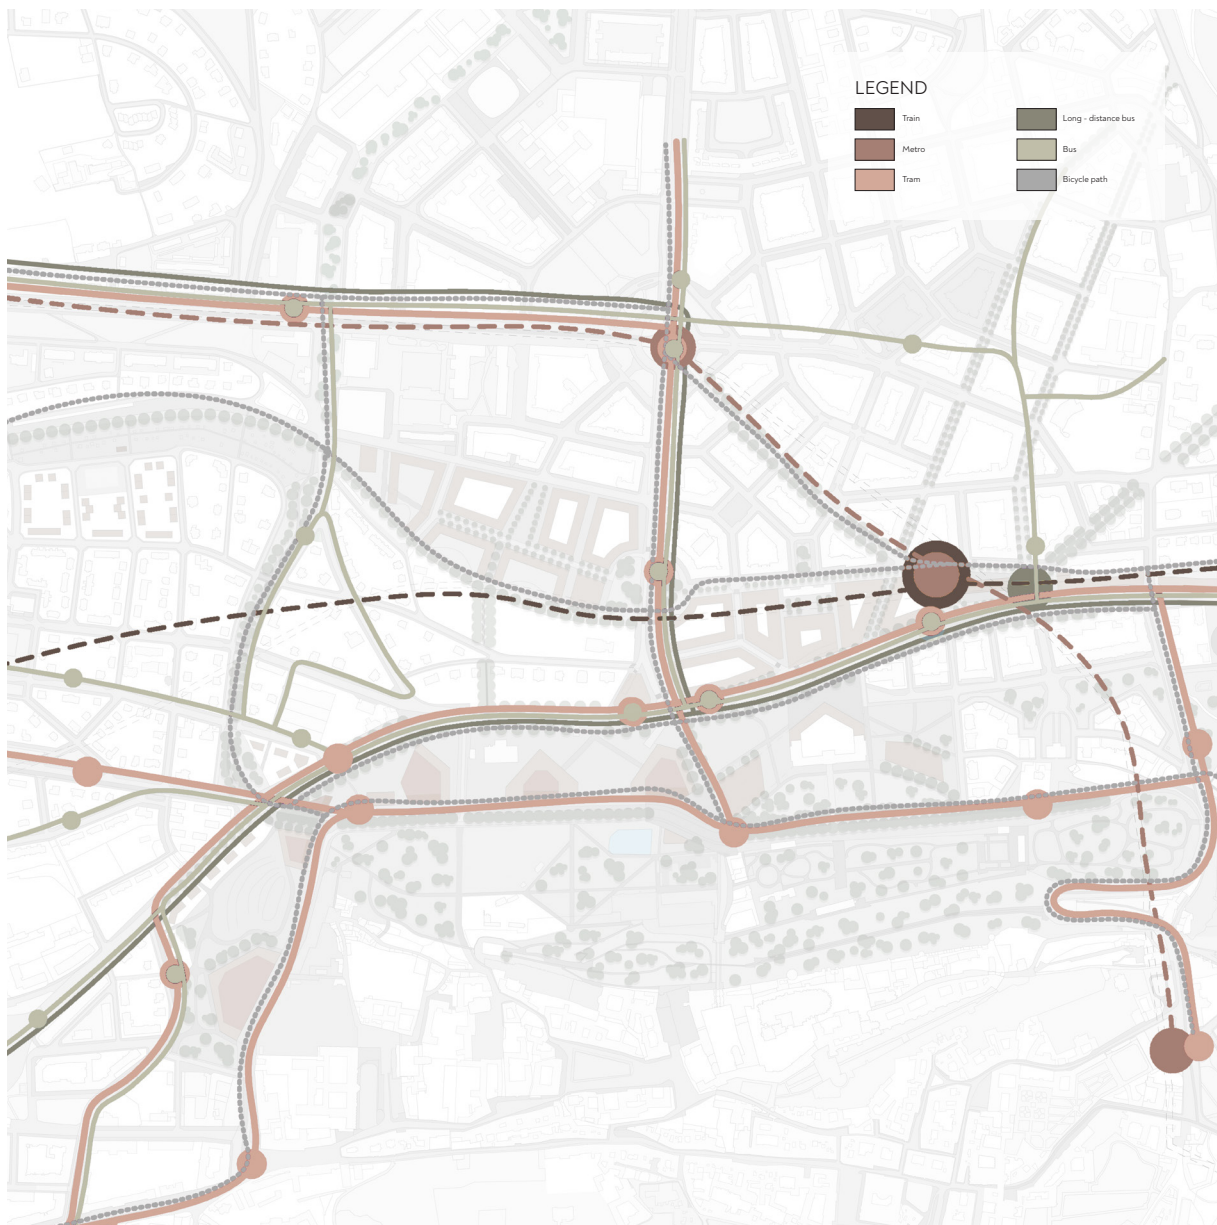 LEGEND
Train
Metro
Tram
Long - distance bus
Bus
Bicycle path